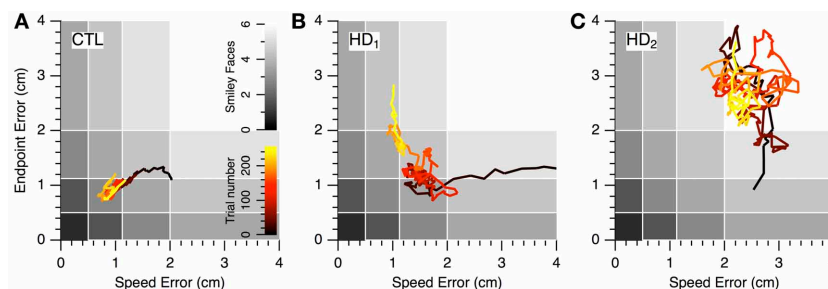 A
CTL
Endpoint Error (cm)
4
3
2
1
0
Smiley Faces
6
4
2
0
Trial number
200
100
0
0 1 2 3 4
Speed Error (cm)
B
HD1
4
3
2
1
0
0 1 2 3 4
Speed Error (cm)
C
HD2
4
3
2
1
0
0 1 2 3
Speed Error (cm)